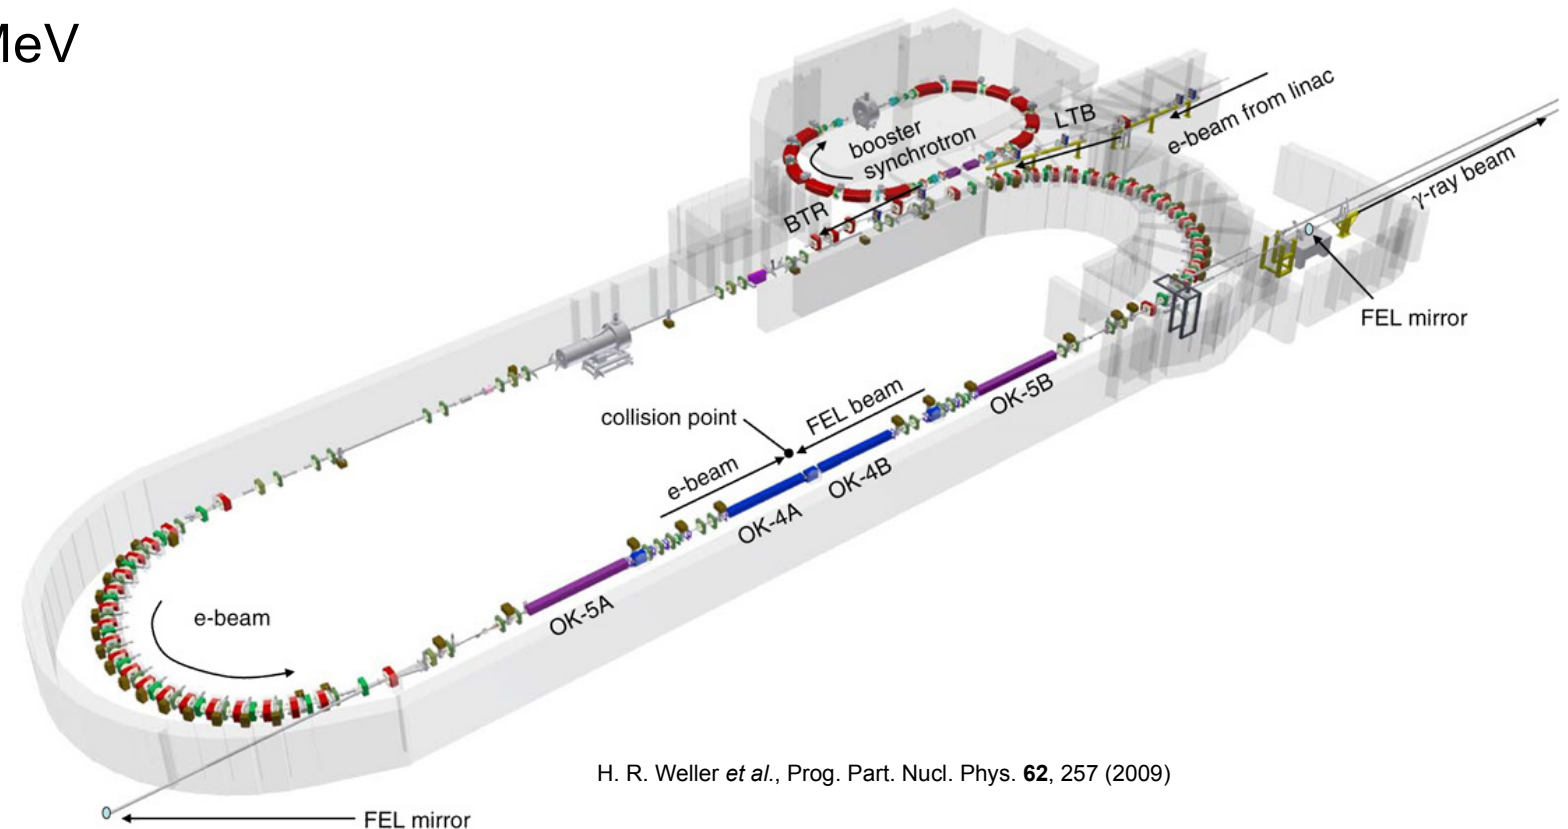 MeV
LTB
e-beam from linac
booster
synchrotron
BTR
γ-ray beam
FEL mirror
OK-5B
FEL beam
collision point
OK-4B
e-beam
OK-4A
OK-5A
e-beam
H. R. Weller et al., Prog. Part. Nucl. Phys. 62, 257 (2009)
FEL mirror